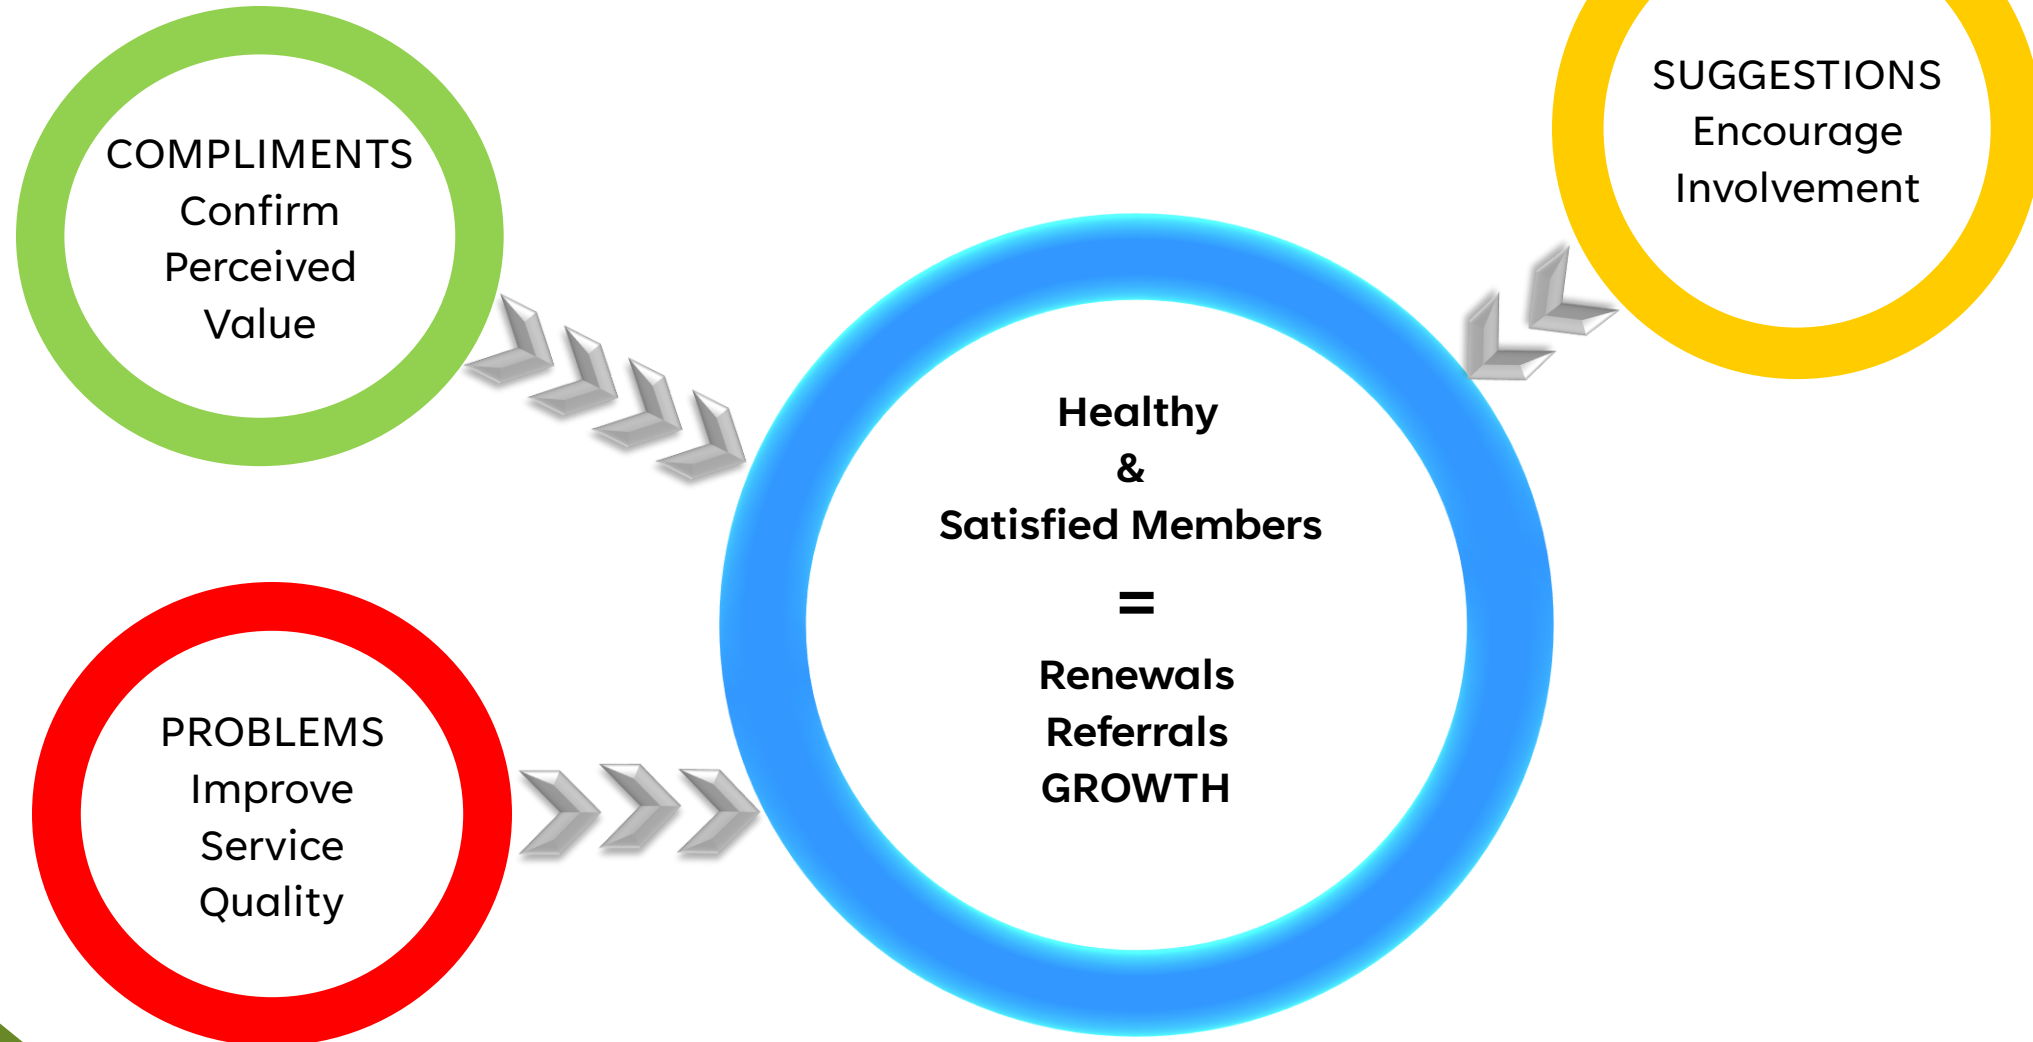 COMPLIMENTS
Confirm
Perceived
Value
SUGGESTIONS
Encourage
Involvement
Healthy
&
Satisfied Members
=
Renewals
Referrals
GROWTH
PROBLEMS
Improve
Service
Quality